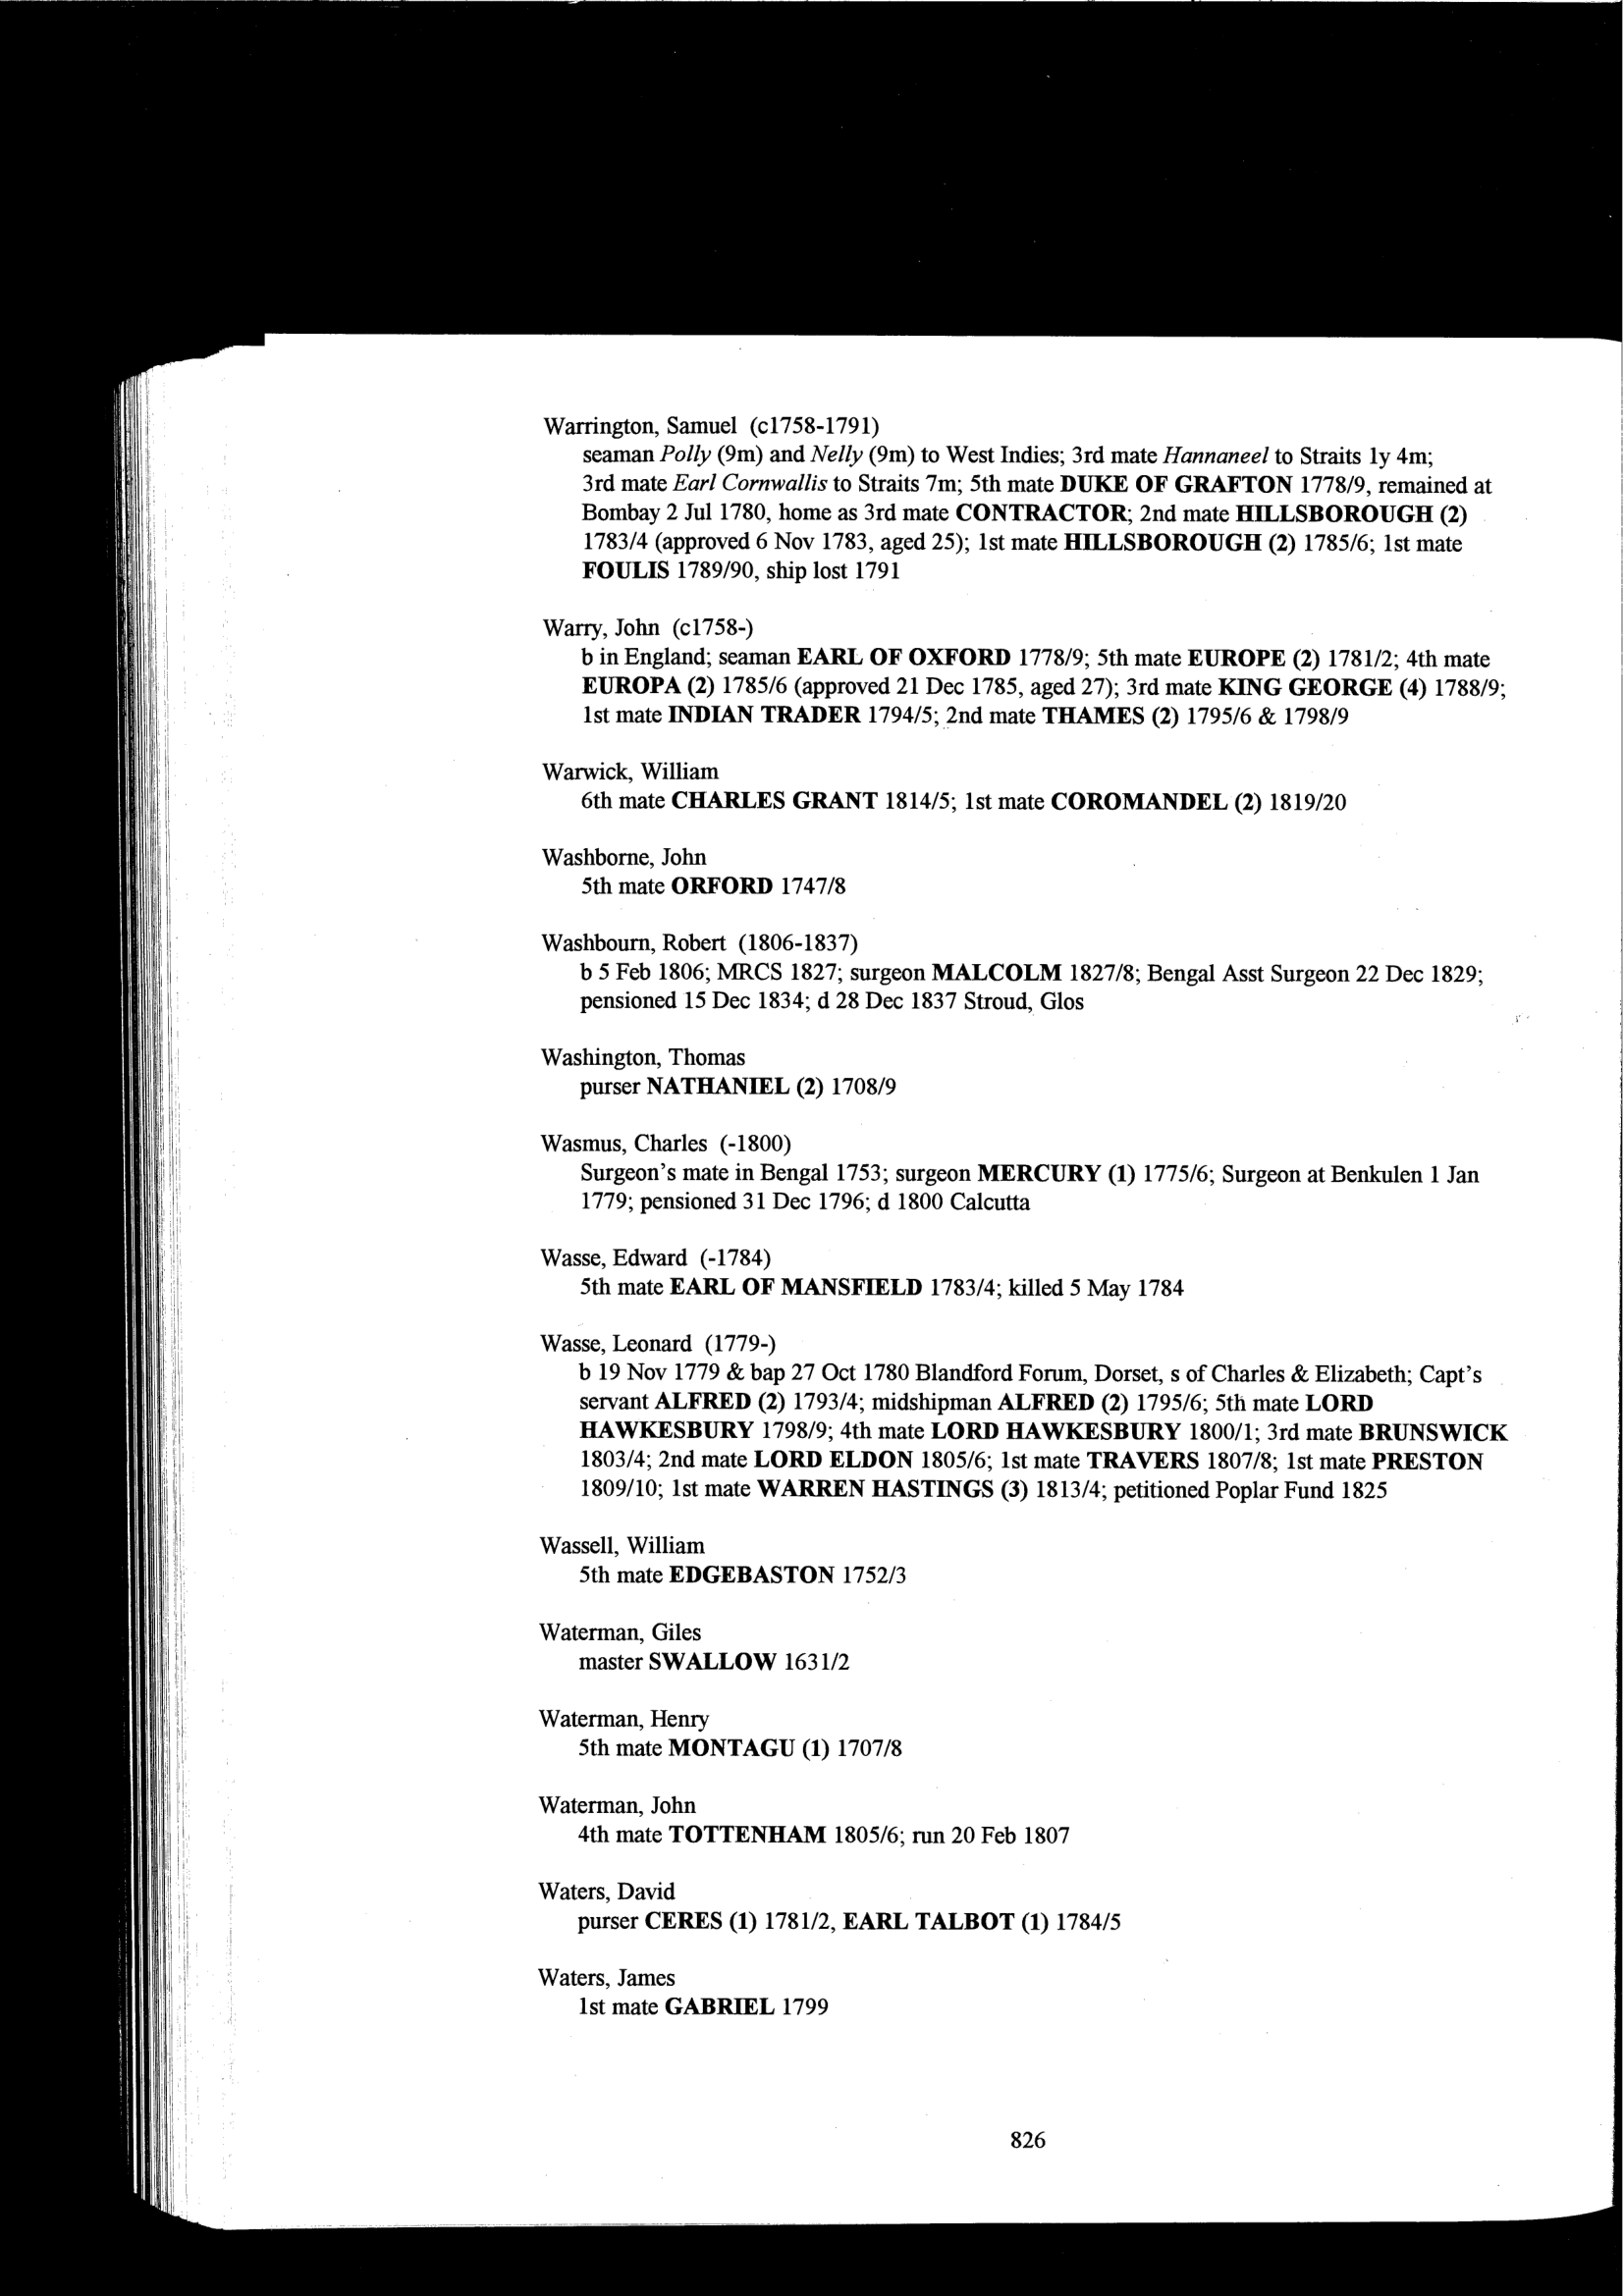 Warrington, Samuel (c1758-1791)
seaman Polly (9m) and Nelly (9m) to West Indies; 3rd mate Hannaneel to Straits 1y 4m;
3rd mate Earl Cornwallis to Straits 7m; 5th mate DUKE OF GRAFTON 1778/9, remained at
Bombay 2 Jul 1780, home as 3rd mate CONTRACTOR; 2nd mate HILLSBOROUGH (2)
1783/4 (approved 6 Nov 1783, aged 25); 1st mate HILLSBOROUGH (2) 1785/6; 1st mate
FOULIS 1789/90, ship lost 1791
Warry, John (c1758-)
b in England; seaman EARL OF OXFORD 1778/9; 5th mate EUROPE (2) 1781/2; 4th mate
EUROPA (2) 1785/6 (approved 21 Dec 1785, aged 27); 3rd mate KING GEORGE (4) 1788/9;
1st mate INDIAN TRADER 1794/5; 2nd mate THAMES (2) 1795/6 & 1798/9
Warwick, William
6th mate CHARLES GRANT 1814/5; 1st mate COROMANDEL (2) 1819/20
Washborne, John
5th mate ORFORD 1747/8
Washbourn, Robert (1806-1837)
b 5 Feb 1806; MRCS 1827; surgeon MALCOLM 1827/8; Bengal Asst Surgeon 22 Dec 1829;
pensioned 15 Dec 1834; d 28 Dec 1837 Stroud, Glos
Washington, Thomas
purser NATHANIEL (2) 1708/9
Wasmus, Charles (-1800)
Surgeon's mate in Bengal 1753; surgeon MERCURY (1) 1775/6; Surgeon at Benkulen 1 Jan
1779; pensioned 31 Dec 1796; d 1800 Calcutta
Wasse, Edward (-1784)
5th mate EARL OF MANSFIELD 1783/4; killed 5 May 1784
Wasse, Leonard (1779-)
b 19 Nov 1779 & bap 27 Oct 1780 Blandford Forum, Dorset, s of Charles & Elizabeth; Capt's
servant ALFRED (2) 1793/4; midshipman ALFRED (2) 1795/6; 5th mate LORD
HAWKESBURY 1798/9; 4th mate LORD HAWKESBURY 1800/1; 3rd mate BRUNSWICK
1803/4; 2nd mate LORD ELDON 1805/6; 1st mate TRAVERS 1807/8; 1st mate PRESTON
1809/10; 1st mate WARREN HASTINGS (3) 1813/4; petitioned Poplar Fund 1825
Wassell, William
5th mate EDGEBASTON 1752/3
Waterman, Giles
master SWALLOW 1631/2
Waterman, Henry
5th mate MONTAGU (1) 1707/8
Waterman, John
4th mate TOTTENHAM 1805/6; run 20 Feb 1807
Waters, David
purser CERES (1) 1781/2, EARL TALBOT (1) 1784/5
Waters, James
1st mate GABRIEL 1799
826